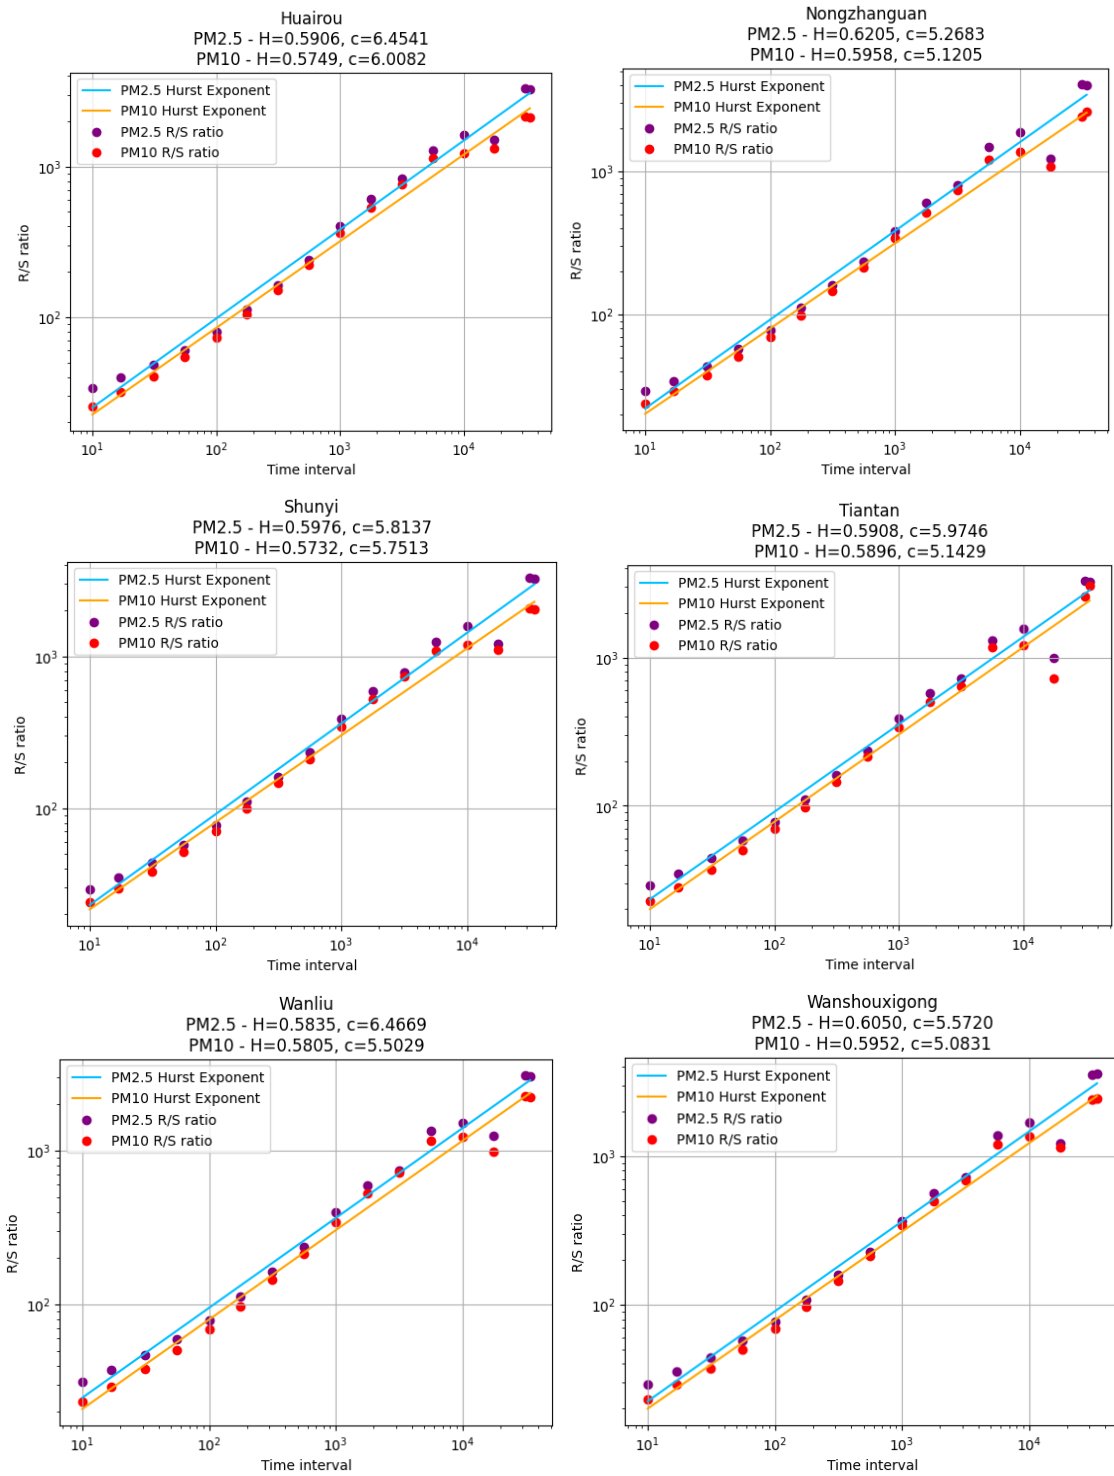 Huairou
PM2.5 - H=0.5906, c=6.4541
PM10 - H=0.5749, c=6.0082
PM2.5 Hurst Exponent
PM10 Hurst Exponent
PM2.5 R/S ratio
PM10 R/S ratio
10³
10²
R/S ratio
10¹ 10² 10³ 10⁴
Time interval
Nongzhanguan
PM2.5 - H=0.6205, c=5.2683
PM10 - H=0.5958, c=5.1205
PM2.5 Hurst Exponent
PM10 Hurst Exponent
PM2.5 R/S ratio
PM10 R/S ratio
10³
10²
R/S ratio
10¹ 10² 10³ 10⁴
Time interval
Shunyi
PM2.5 - H=0.5976, c=5.8137
PM10 - H=0.5732, c=5.7513
PM2.5 Hurst Exponent
PM10 Hurst Exponent
PM2.5 R/S ratio
PM10 R/S ratio
10³
10²
R/S ratio
10¹ 10² 10³ 10⁴
Time interval
Tiantan
PM2.5 - H=0.5908, c=5.9746
PM10 - H=0.5896, c=5.1429
PM2.5 Hurst Exponent
PM10 Hurst Exponent
PM2.5 R/S ratio
PM10 R/S ratio
10³
10²
R/S ratio
10¹ 10² 10³ 10⁴
Time interval
Wanliu
PM2.5 - H=0.5835, c=6.4669
PM10 - H=0.5805, c=5.5029
PM2.5 Hurst Exponent
PM10 Hurst Exponent
PM2.5 R/S ratio
PM10 R/S ratio
10³
10²
R/S ratio
10¹ 10² 10³ 10⁴
Time interval
Wanshouxigong
PM2.5 - H=0.6050, c=5.5720
PM10 - H=0.5952, c=5.0831
PM2.5 Hurst Exponent
PM10 Hurst Exponent
PM2.5 R/S ratio
PM10 R/S ratio
10³
10²
R/S ratio
10¹ 10² 10³ 10⁴
Time interval